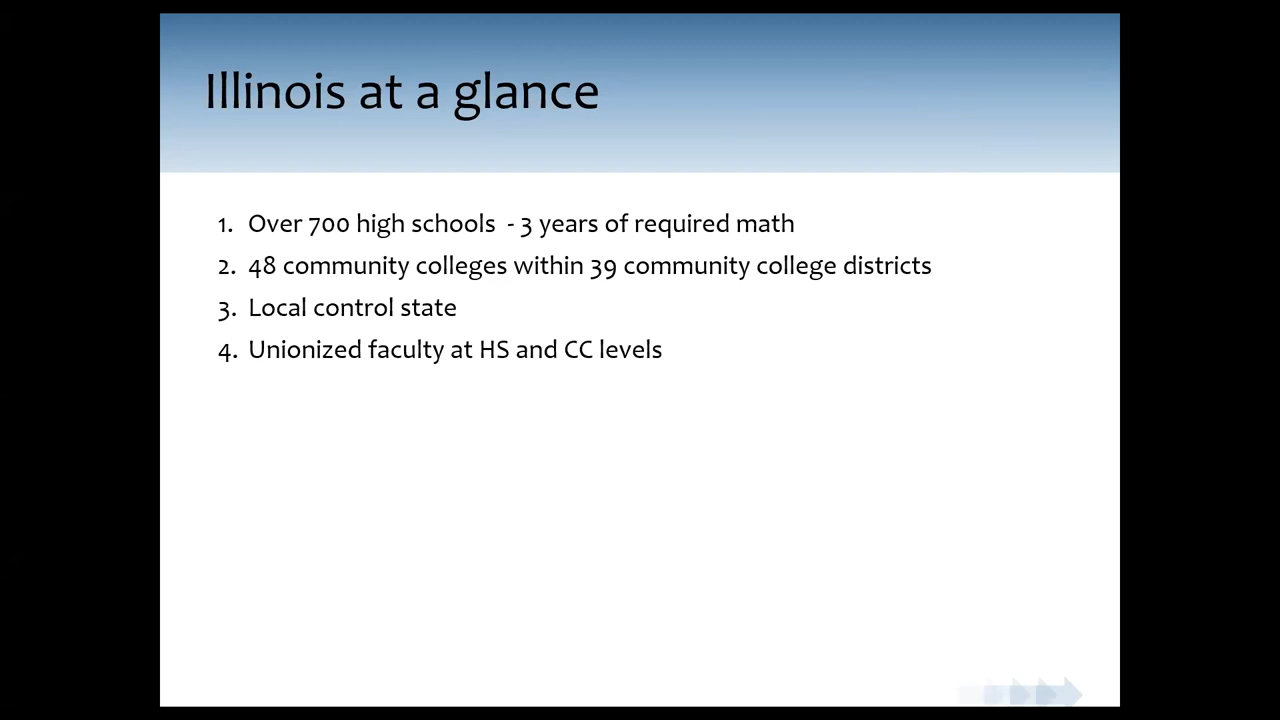 Illinois at a glance
1. Over 700 high schools - 3 years of required math
2. 48 community colleges within 39 community college districts
3. Local control state
4. Unionized faculty at HS and CC levels